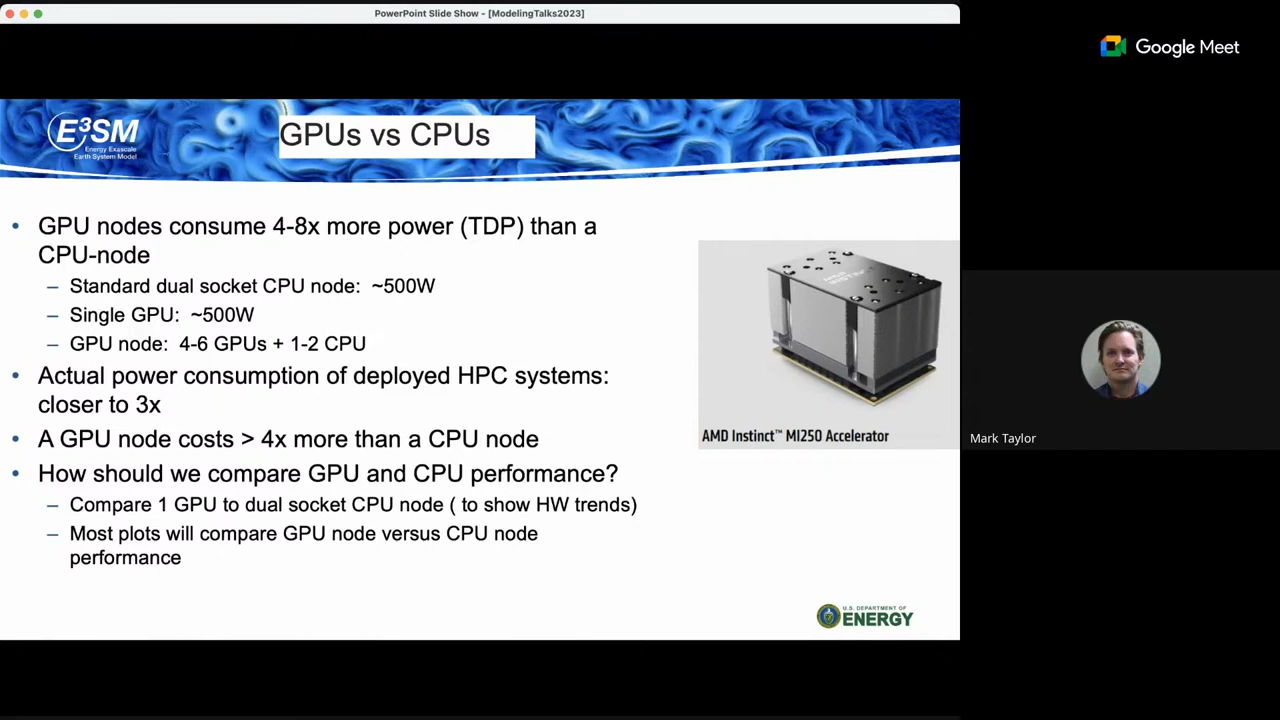 PowerPoint Slide Show - [ModelingTalks2023]
Google Meet
E³SM
Energy Exascale
Earth System Model
GPUs vs CPUs
• GPU nodes consume 4-8x more power (TDP) than a
CPU-node
– Standard dual socket CPU node: ~500W
– Single GPU: ~500W
– GPU node: 4-6 GPUs + 1-2 CPU
• Actual power consumption of deployed HPC systems:
closer to 3x
• A GPU node costs > 4x more than a CPU node
• How should we compare GPU and CPU performance?
– Compare 1 GPU to dual socket CPU node ( to show HW trends)
– Most plots will compare GPU node versus CPU node
performance
AMD Instinct™ MI250 Accelerator
Mark Taylor
U.S. DEPARTMENT OF
ENERGY